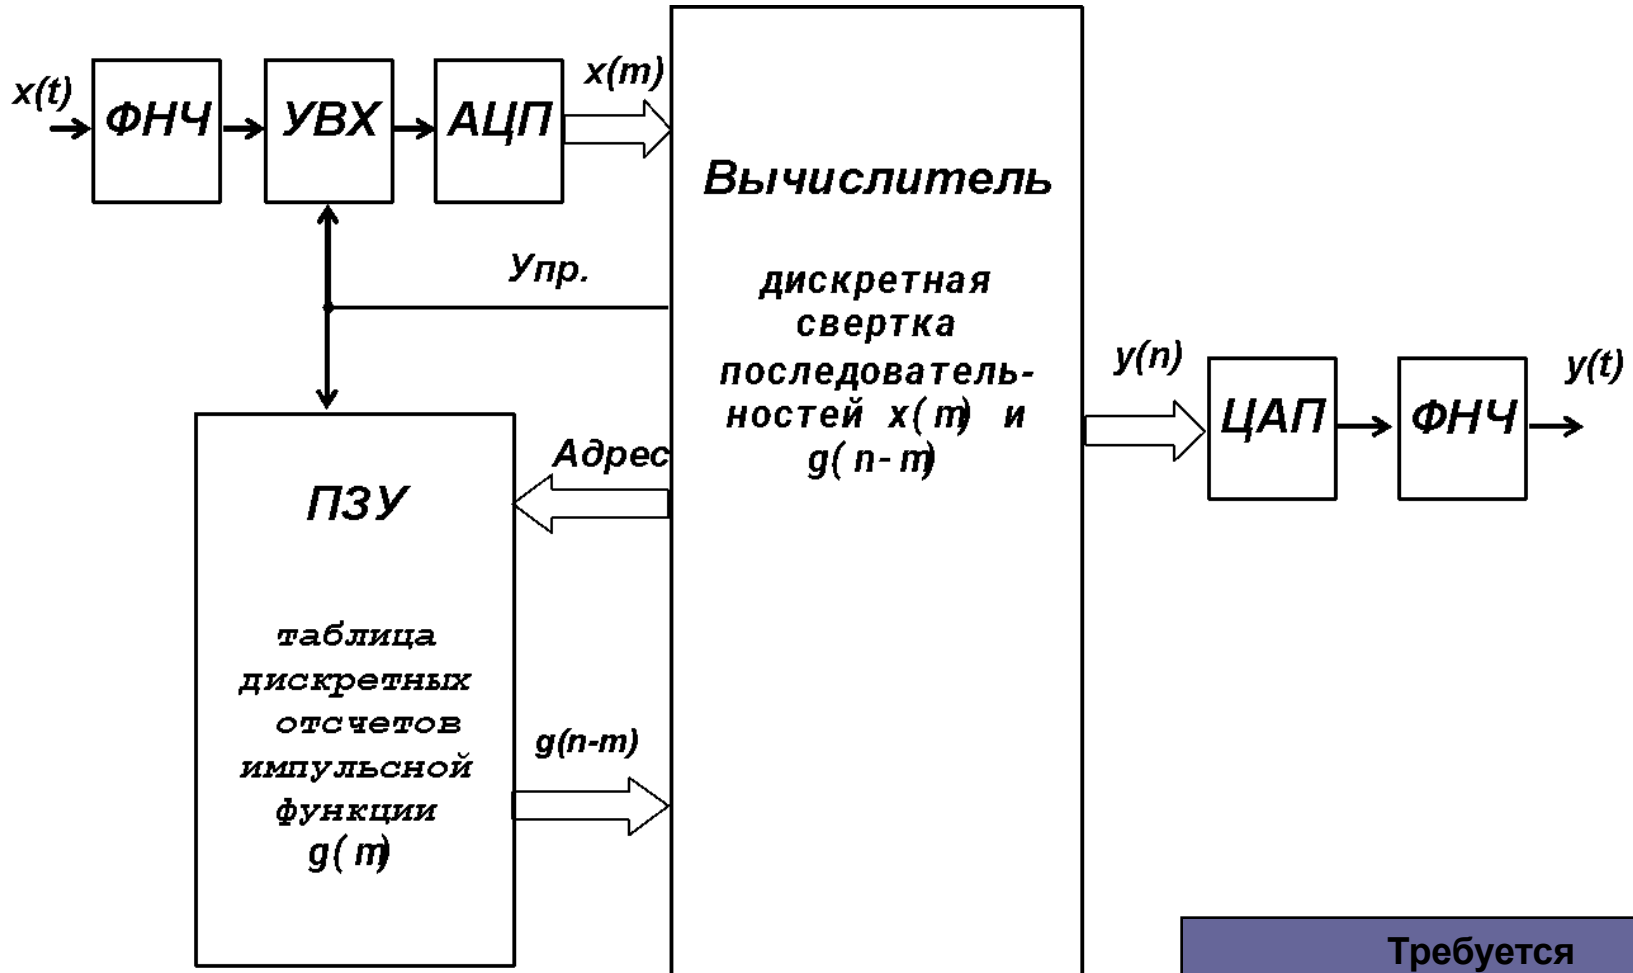 x(t)
ФНЧ
УВХ
АЦП
x(m)
Вычислитель
дискретная
свертка
последователь-
ностей x(m) и
g(n-m)
Упр.
Адрес
ПЗУ
таблица
дискретных
отсчетов
импульсной
функции
g(m)
g(n-m)
y(n)
ЦАП
ФНЧ
y(t)
Требуется